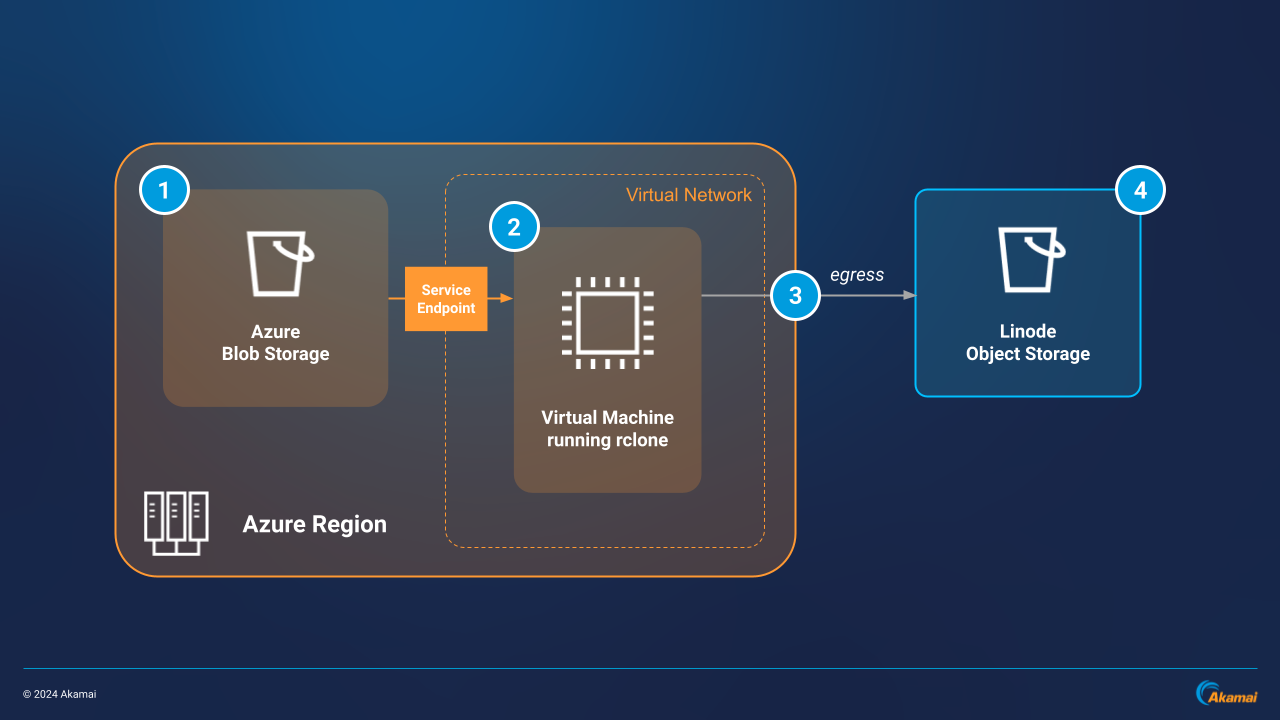 1
Azure
Blob Storage
Service
Endpoint
Virtual Network
2
Virtual Machine
running rclone
3
egress
4
Linode
Object Storage
Azure Region
© 2024 Akamai
Akamai